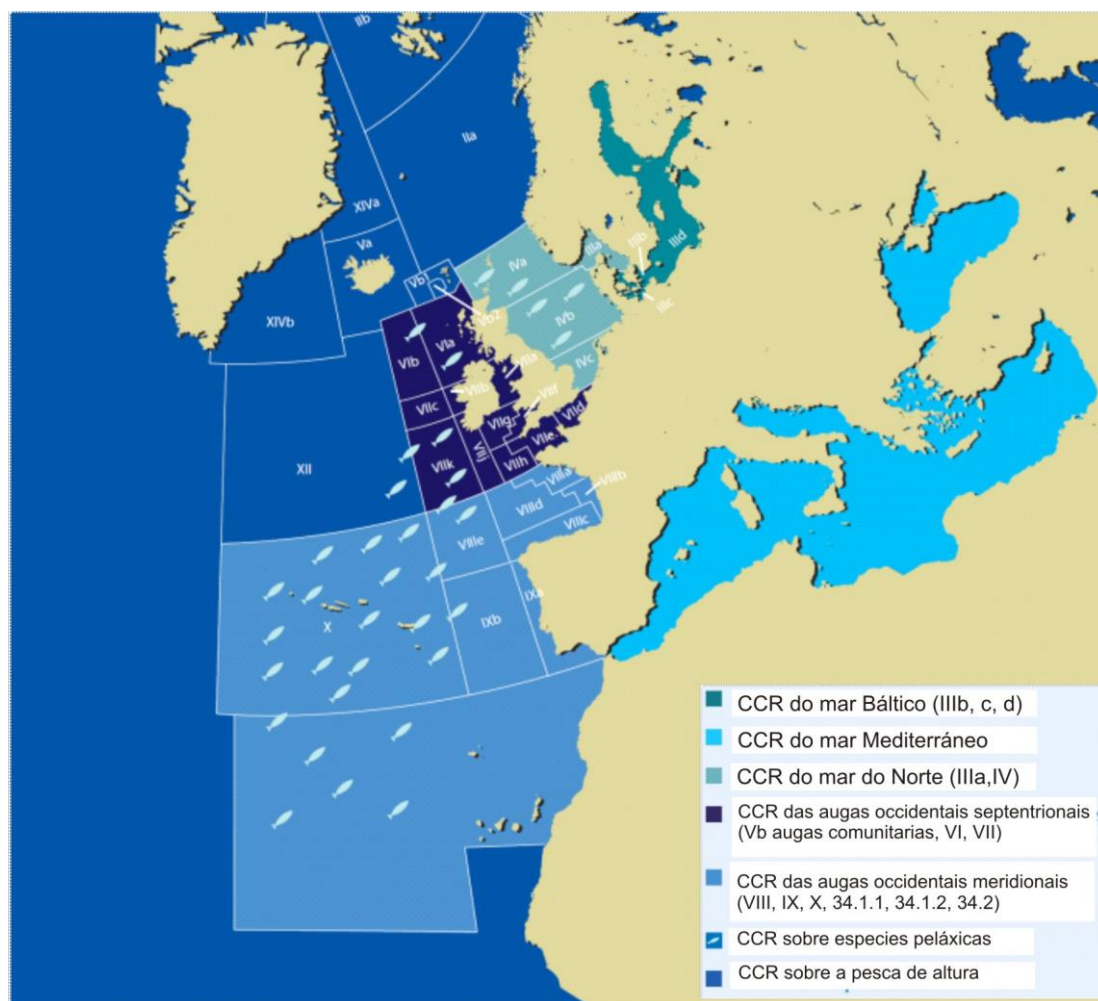 IIb
IIa
XIVa
Va
Vb
XIVb
IVa
IIIa
IIIb
IIId
IIIc
Vb2
IVb
VIb
VIa
VIIa
IVc
VIIb
VIIc
VIIf
VIIg
VIId
VIIe
VIIj
VIIk
VIIh
XII
VIIIa
VIIIb
VIIId
VIIIc
VIIIe
IXa
IXb
X
CCR do mar Báltico (IIIb, c, d)
CCR do mar Mediterráneo
CCR do mar do Norte (IIIa,IV)
CCR das augas occidentais septentrionais
(Vb augas comunitarias, VI, VII)
CCR das augas occidentais meridionais
(VIII, IX, X, 34.1.1, 34.1.2, 34.2)
CCR sobre especies peláxicas
CCR sobre a pesca de altura